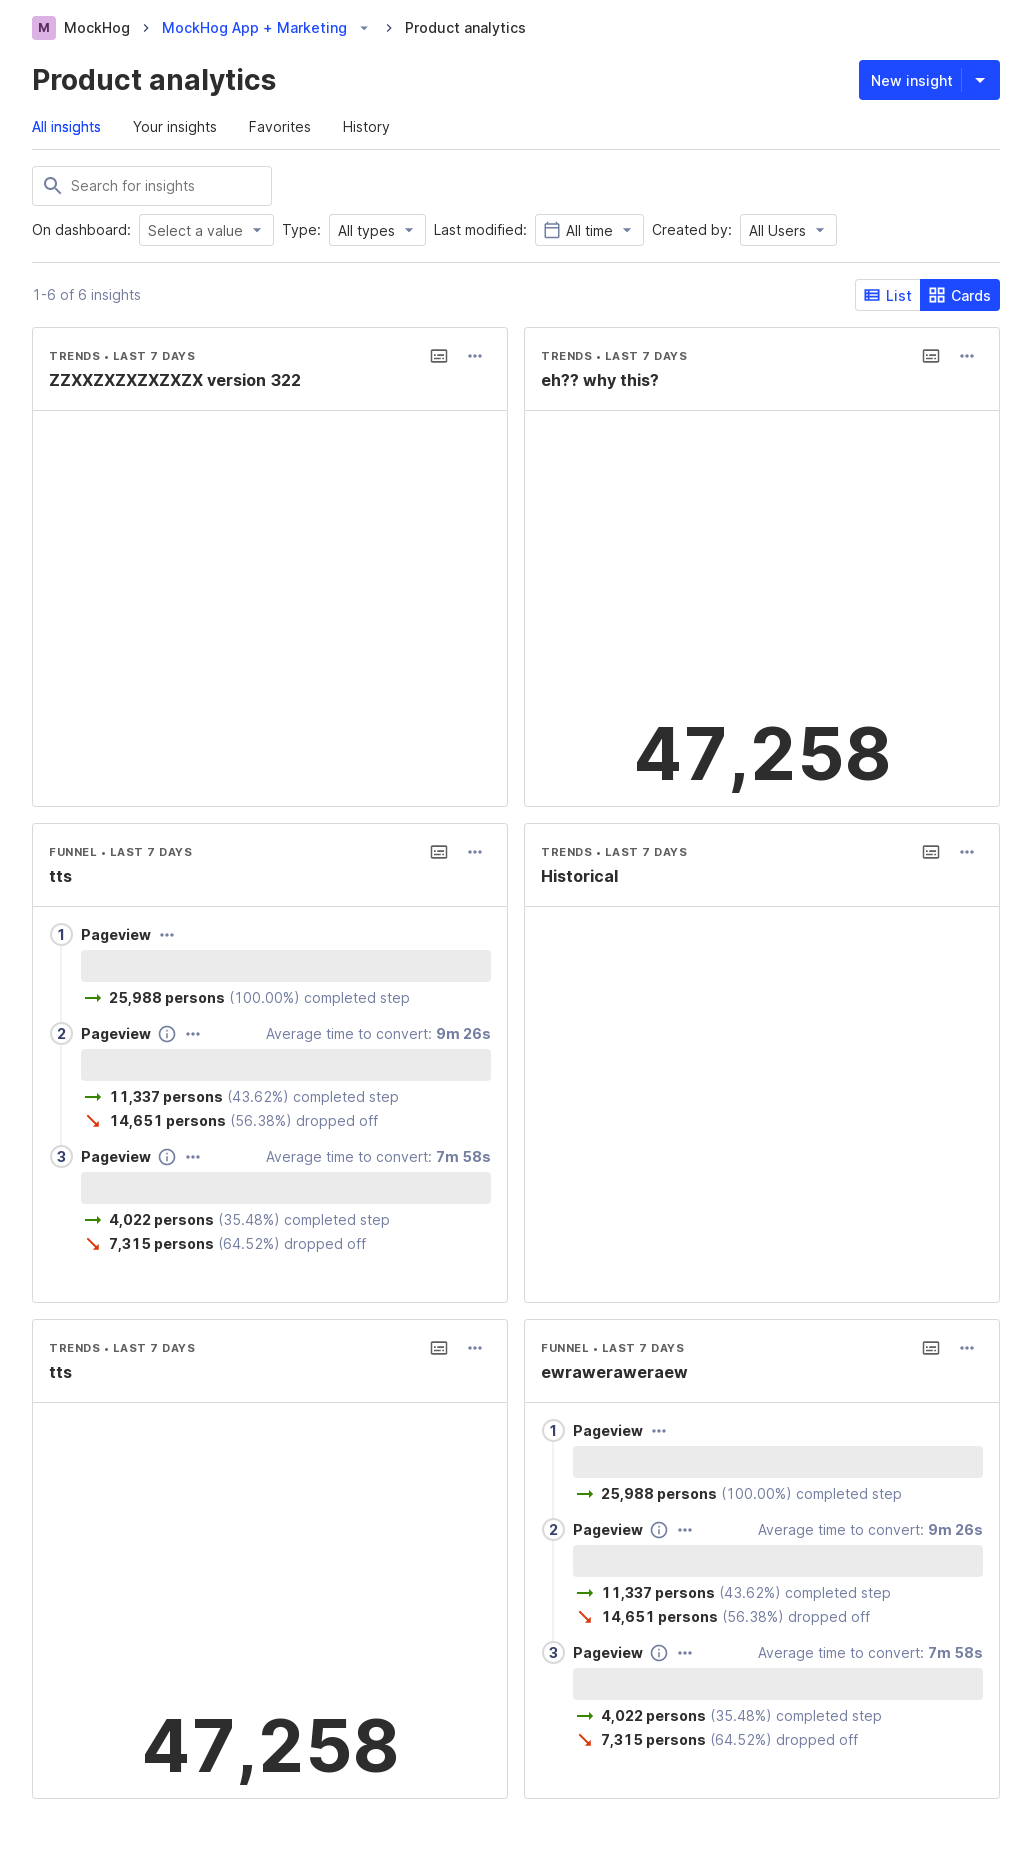 M MockHog MockHog App + Marketing Product analytics
Product analytics
New insight
All insights Your insights Favorites History
Search for insights
On dashboard: Select a value Type: All types Last modified: All time Created by: All Users
1-6 of 6 insights
List Cards
TRENDS • LAST 7 DAYS
ZZXXZXZXZXZXZX version 322
TRENDS • LAST 7 DAYS
eh?? why this?
47,258
FUNNEL • LAST 7 DAYS
tts
1 Pageview
25,988 persons (100.00%) completed step
2 Pageview Average time to convert: 9m 26s
11,337 persons (43.62%) completed step
14,651 persons (56.38%) dropped off
3 Pageview Average time to convert: 7m 58s
4,022 persons (35.48%) completed step
7,315 persons (64.52%) dropped off
TRENDS • LAST 7 DAYS
Historical
TRENDS • LAST 7 DAYS
tts
47,258
FUNNEL • LAST 7 DAYS
ewraweraweraew
1 Pageview
25,988 persons (100.00%) completed step
2 Pageview Average time to convert: 9m 26s
11,337 persons (43.62%) completed step
14,651 persons (56.38%) dropped off
3 Pageview Average time to convert: 7m 58s
4,022 persons (35.48%) completed step
7,315 persons (64.52%) dropped off